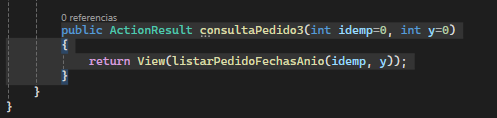 0 referencias
public ActionResult consultaPedido3(int idemp=0, int y=0)
{
return View(listarPedidoFechasAnio(idemp, y));
}
}
}